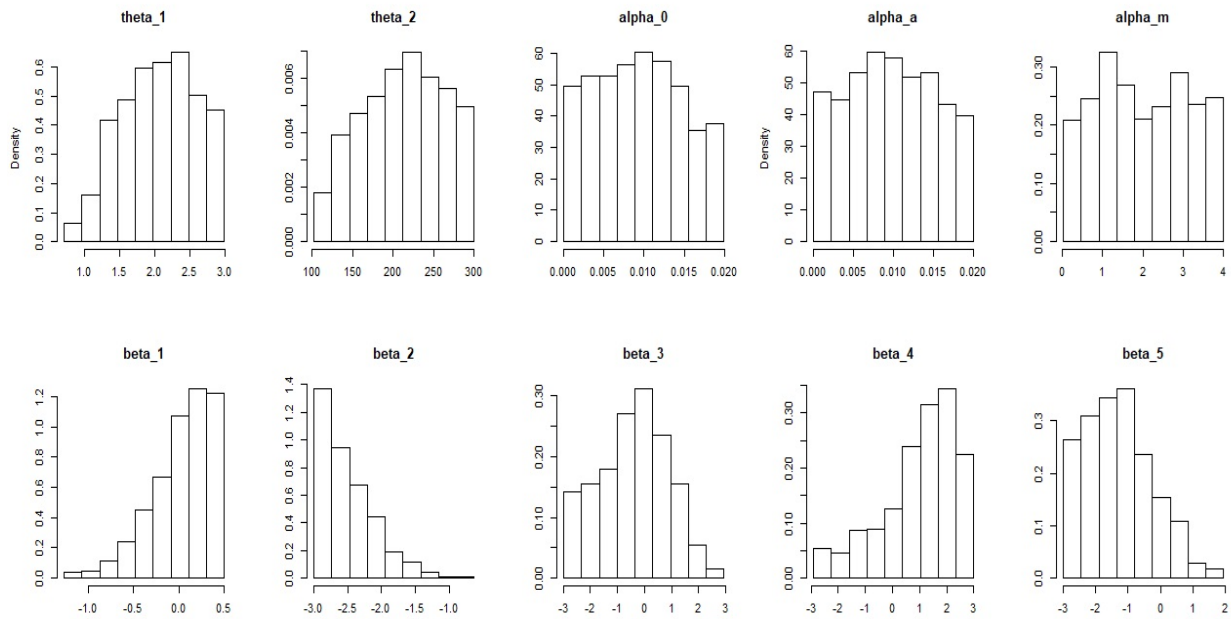 theta_1 theta_2 alpha_0 alpha_a alpha_m
Density
0.0 0.1 0.2 0.3 0.4 0.5 0.6
1.0 1.5 2.0 2.5 3.0
0.000 0.002 0.004 0.006
100 150 200 250 300
0 10 20 30 40 50 60
0.000 0.005 0.010 0.015 0.020
Density
0 10 20 30 40 50 60
0.000 0.005 0.010 0.015 0.020
0.00 0.10 0.20 0.30
0 1 2 3 4
beta_1 beta_2 beta_3 beta_4 beta_5
0.0 0.2 0.4 0.6 0.8 1.0 1.2
-1.0 -0.5 0.0 0.5
0.0 0.2 0.4 0.6 0.8 1.0 1.2 1.4
-3.0 -2.5 -2.0 -1.5 -1.0
0.00 0.10 0.20 0.30
-3 -2 -1 0 1 2 3
0.00 0.10 0.20 0.30
-3 -2 -1 0 1 2 3
0.0 0.1 0.2 0.3
-3 -2 -1 0 1 2